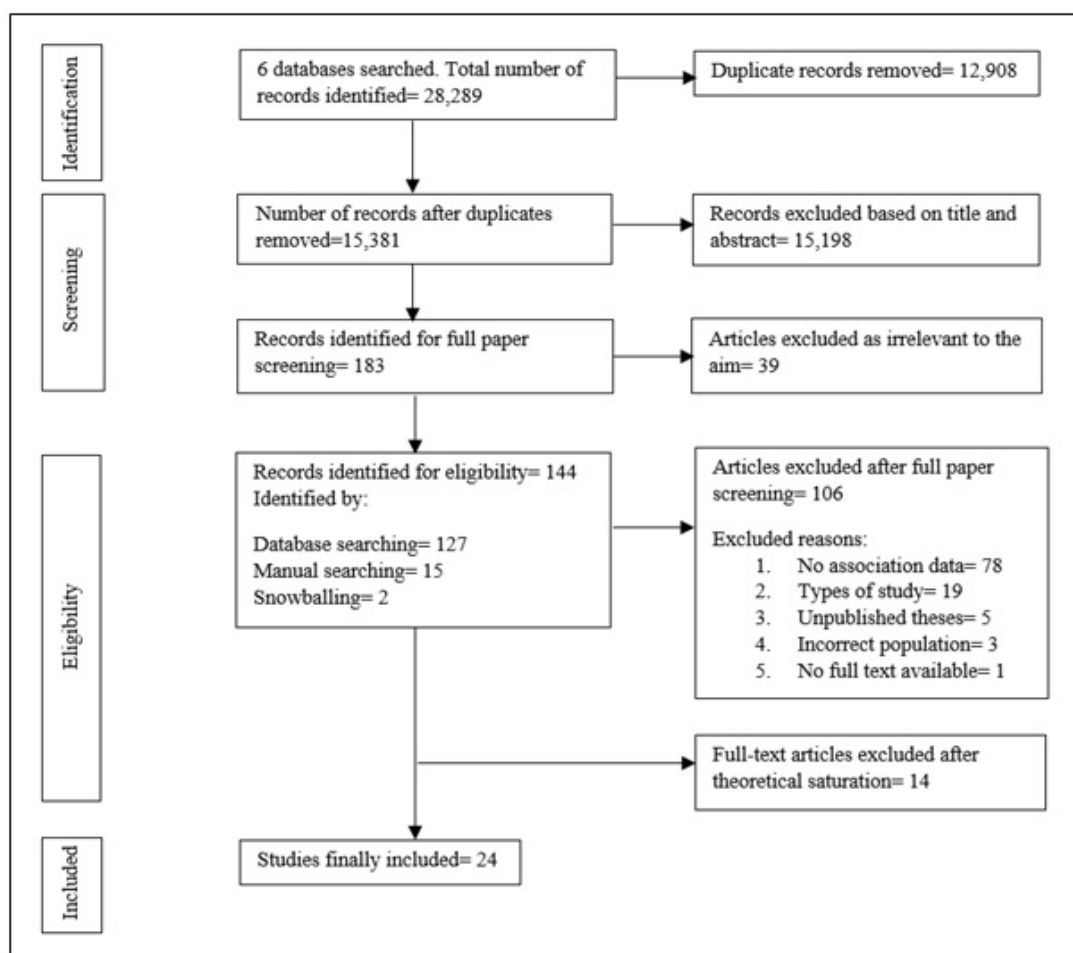 Identification
6 databases searched. Total number of
records identified= 28,289
Duplicate records removed= 12,908
Screening
Number of records after duplicates
removed=15,381
Records excluded based on title and
abstract= 15,198
Records identified for full paper
screening= 183
Articles excluded as irrelevant to the
aim= 39
Eligibility
Records identified for eligibility= 144
Identified by:
Database searching= 127
Manual searching= 15
Snowballing= 2
Articles excluded after full paper
screening= 106
Excluded reasons:
1. No association data= 78
2. Types of study= 19
3. Unpublished theses= 5
4. Incorrect population= 3
5. No full text available= 1
Full-text articles excluded after
theoretical saturation= 14
Included
Studies finally included= 24